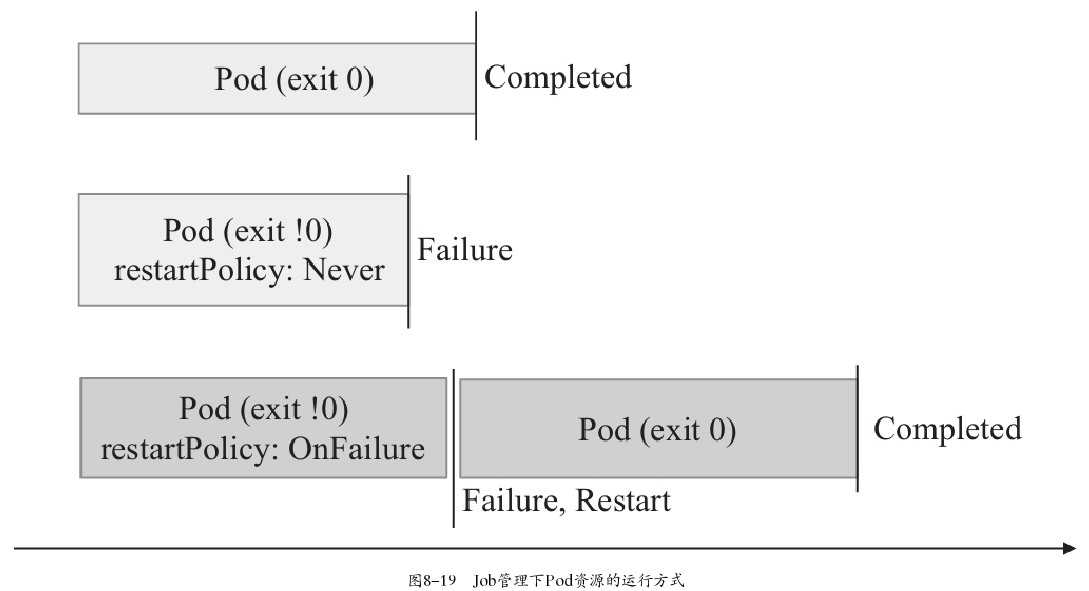 Pod (exit 0)
Completed
Pod (exit !0)
restartPolicy: Never
Failure
Pod (exit !0)
restartPolicy: OnFailure
Pod (exit 0)
Completed
Failure, Restart
图8-19 Job管理下Pod资源的运行方式